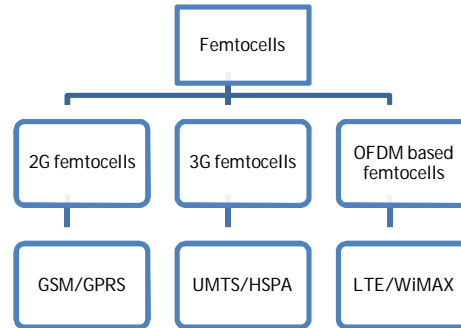 Femtocells
2G femtocells
3G femtocells
OFDM based
femtocells
GSM/GPRS
UMTS/HSPA
LTE/WiMAX